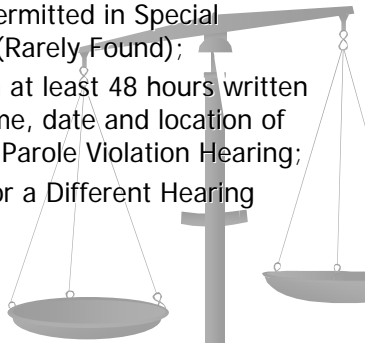 ermitted in Special
(Rarely Found);
at least 48 hours written
me, date and location of
Parole Violation Hearing;
or a Different Hearing